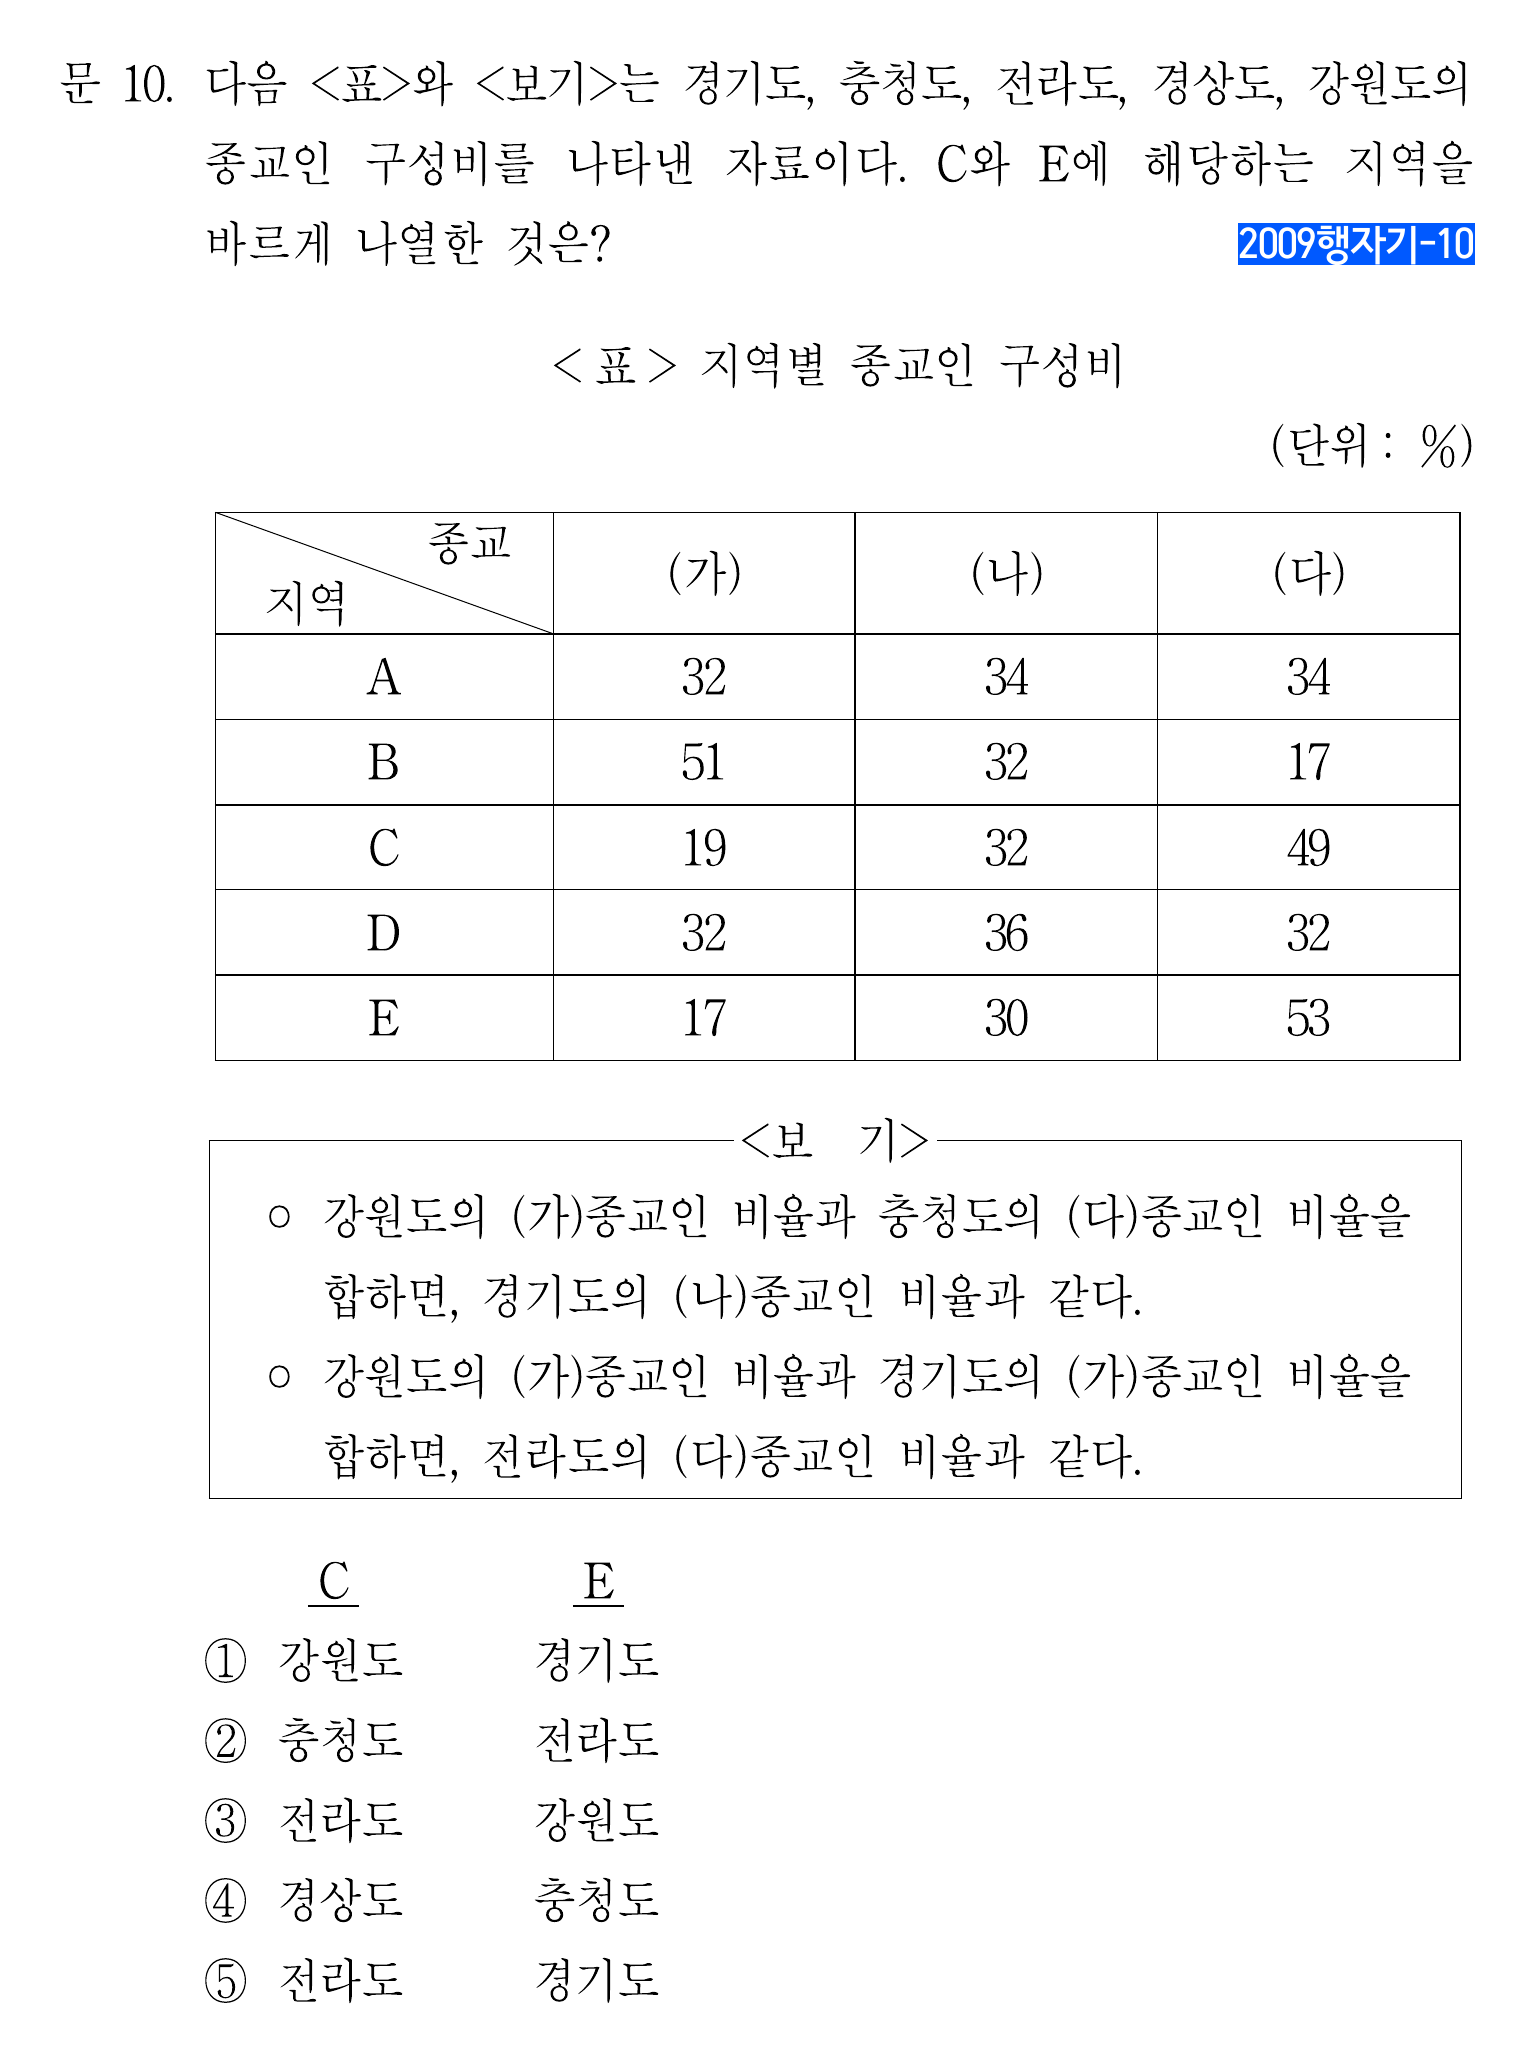 문 10. 다음 <표>와 <보기>는 경기도, 충청도, 전라도, 경상도, 강원도의
종교인 구성비를 나타낸 자료이다. C와 E에 해당하는 지역을
바르게 나열한 것은? 2009행자기-10
<표> 지역별 종교인 구성비
(단위 : %)
종교
지역 (가) (나) (다)
A 32 34 34
B 51 32 17
C 19 32 49
D 32 36 32
E 17 30 53
<보 기>
○ 강원도의 (가)종교인 비율과 충청도의 (다)종교인 비율을
합하면, 경기도의 (나)종교인 비율과 같다.
○ 강원도의 (가)종교인 비율과 경기도의 (가)종교인 비율을
합하면, 전라도의 (다)종교인 비율과 같다.
C E
① 강원도 경기도
② 충청도 전라도
③ 전라도 강원도
④ 경상도 충청도
⑤ 전라도 경기도